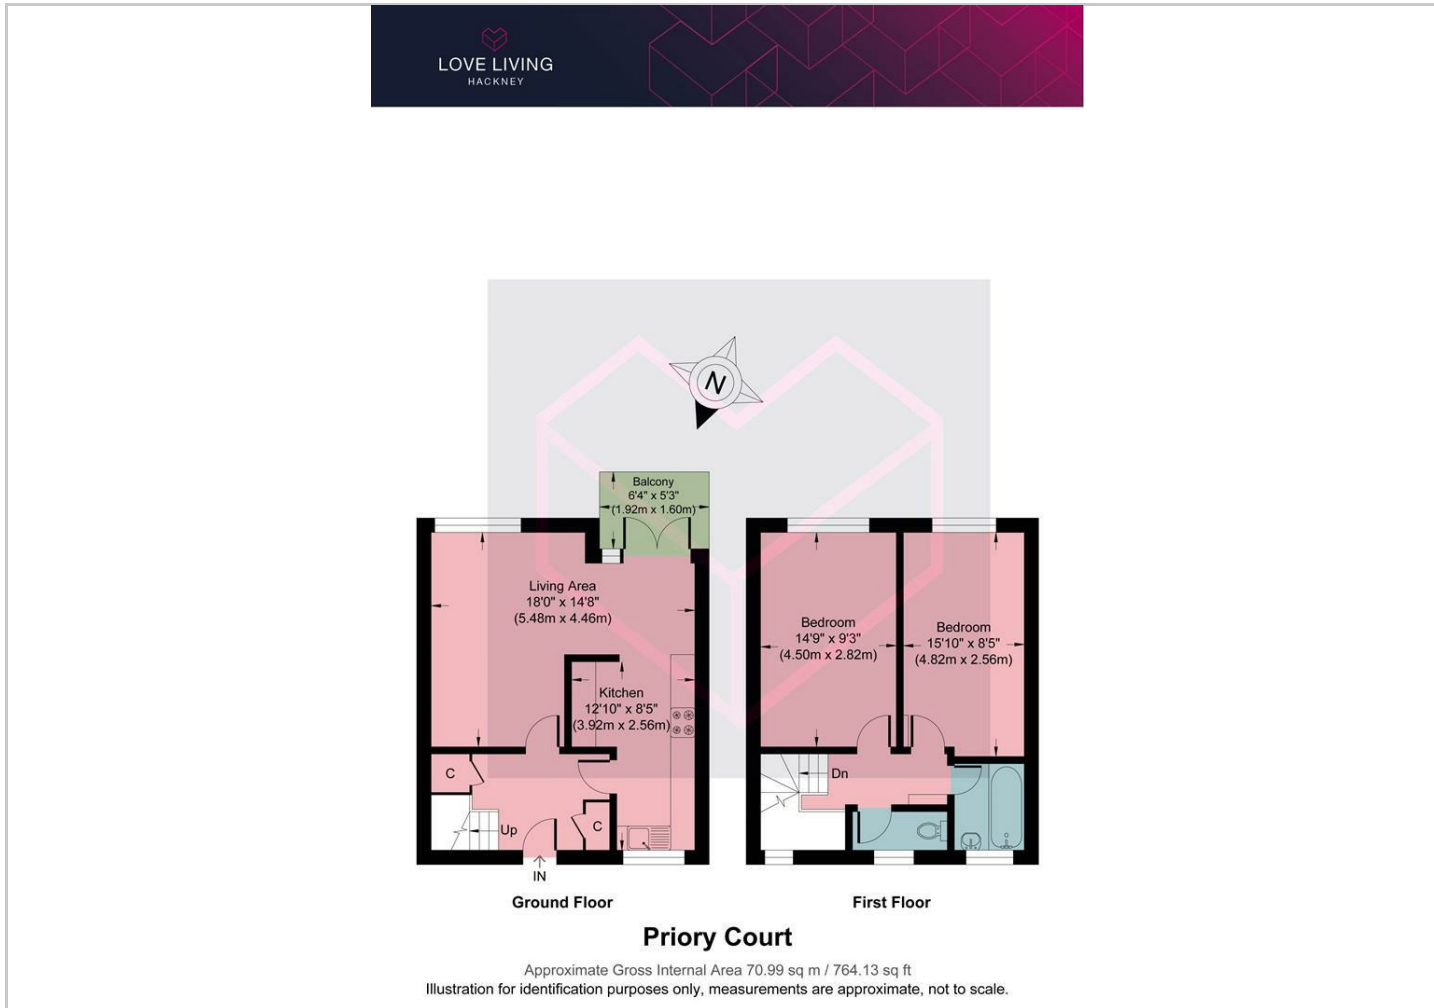 LOVE LIVING
HACKNEY
N
Balcony
6'4" x 5'3"
(1.92m x 1.60m)
Living Area
18'0" x 14'8"
(5.48m x 4.46m)
Kitchen
12'10" x 8'5"
(3.92m x 2.56m)
C
Up
C
IN
Ground Floor
Bedroom
14'9" x 9'3"
(4.50m x 2.82m)
Bedroom
15'10" x 8'5"
(4.82m x 2.56m)
Dn
First Floor
Priory Court
Approximate Gross Internal Area 70.99 sq m / 764.13 sq ft
Illustration for identification purposes only, measurements are approximate, not to scale.